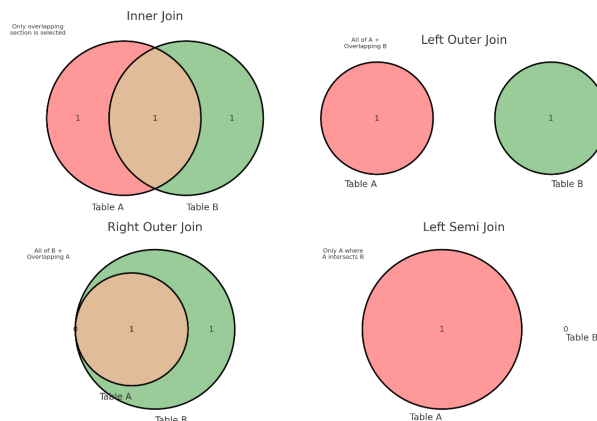 Inner Join
Only overlapping
section is selected
1
1
1
Table A
Table B
Left Outer Join
All of A +
Overlapping B
1
1
Table A
Table B
Right Outer Join
All of B +
Overlapping A
0
1
1
Table A
Table B
Left Semi Join
Only A where
A intersects B
1
0
Table B
Table A